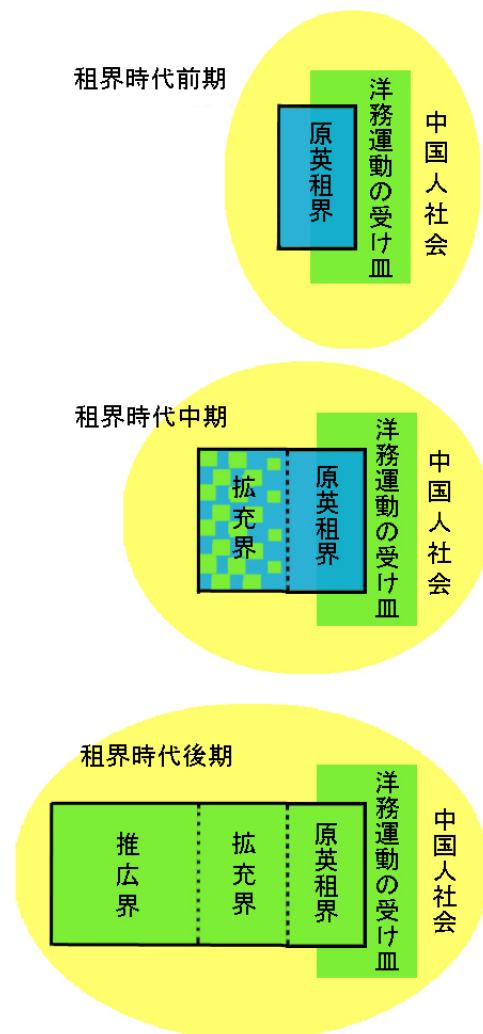 租界時代前期
原英租界
洋務運動の受け皿
中国人社会
租界時代中期
拡充界
原英租界
洋務運動の受け皿
中国人社会
租界時代後期
推広界
拡充界
原英租界
洋務運動の受け皿
中国人社会